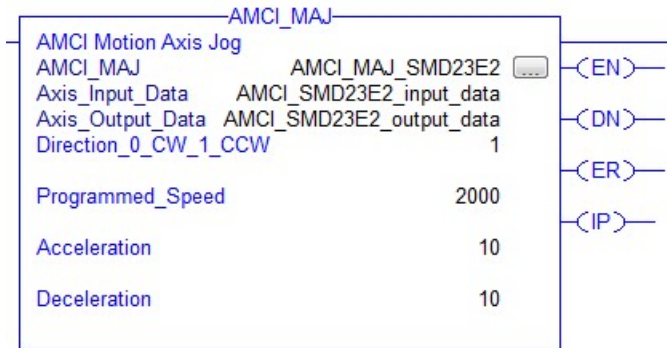 AMCI_MAJ
AMCI Motion Axis Jog
AMCI_MAJ AMCI_MAJ_SMD23E2 ... (EN)
Axis_Input_Data AMCI_SMD23E2_input_data
Axis_Output_Data AMCI_SMD23E2_output_data (DN)
Direction_0_CW_1_CCW 1
(ER)
Programmed_Speed 2000
(IP)
Acceleration 10
Deceleration 10